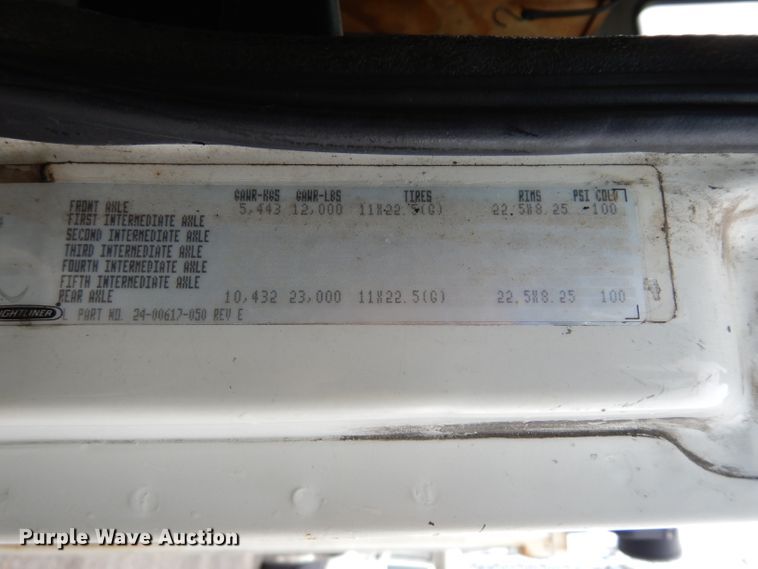 GAWR-KGS GAWR-LBS TIRES RIMS PSI COLD
FRONT AXLE 5,443 12,000 11X22.5(G) 22.5X8.25 100
FIRST INTERMEDIATE AXLE
SECOND INTERMEDIATE AXLE
THIRD INTERMEDIATE AXLE
FOURTH INTERMEDIATE AXLE
FIFTH INTERMEDIATE AXLE
REAR AXLE 10,432 23,000 11X22.5(G) 22.5X8.25 100
PART NO. 24-00617-050 REV E
Purple Wave Auction